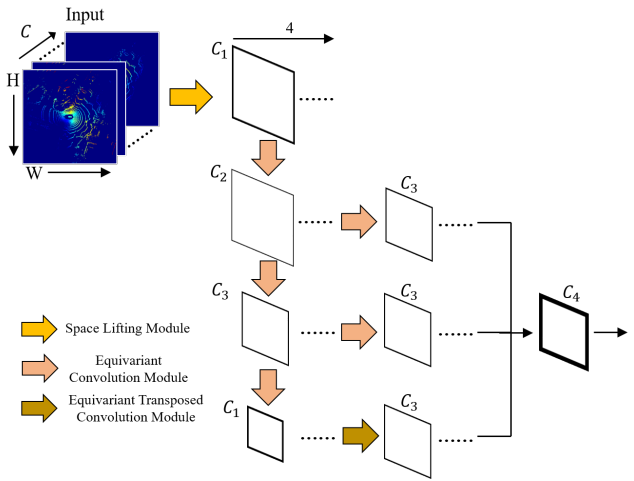 Input
C
H
W
4
C₁
C₂
C₃
C₃
C₃
C₄
C₁
C₃
Space Lifting Module
Equivariant
Convolution Module
Equivariant Transposed
Convolution Module